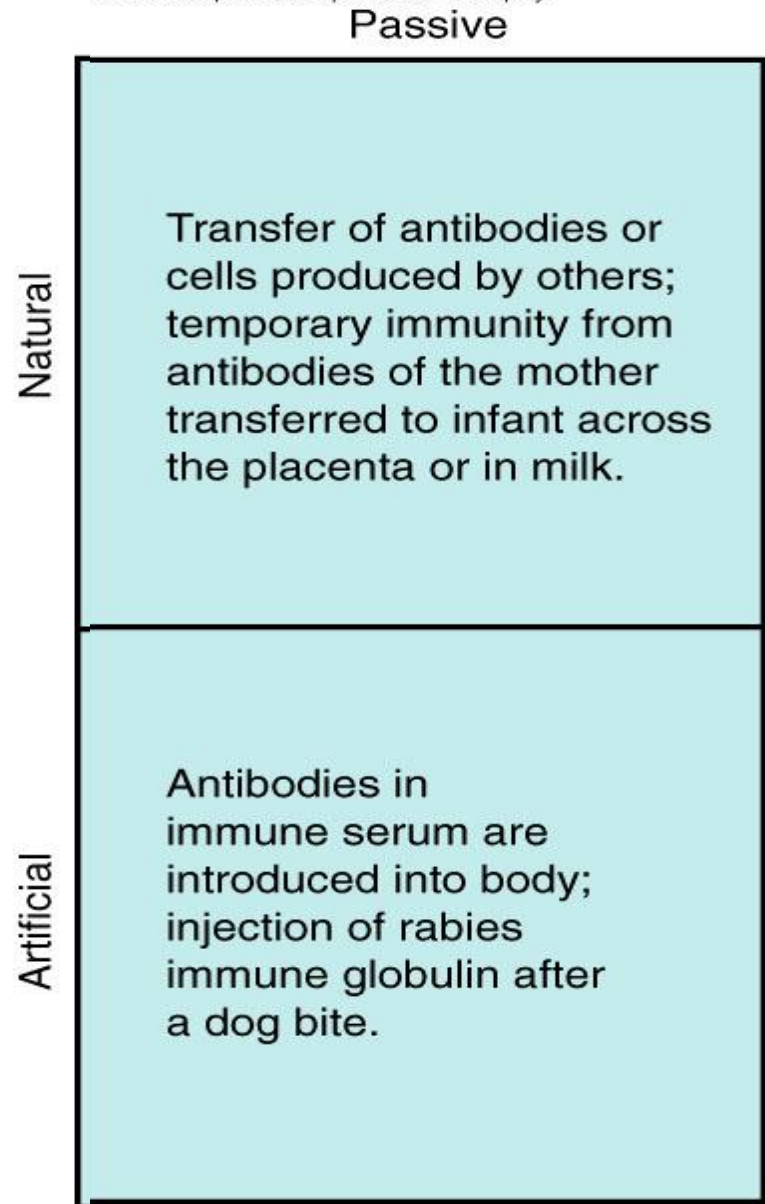 Passive
Natural
Transfer of antibodies or
cells produced by others;
temporary immunity from
antibodies of the mother
transferred to infant across
the placenta or in milk.
Artificial
Antibodies in
immune serum are
introduced into body;
injection of rabies
immune globulin after
a dog bite.